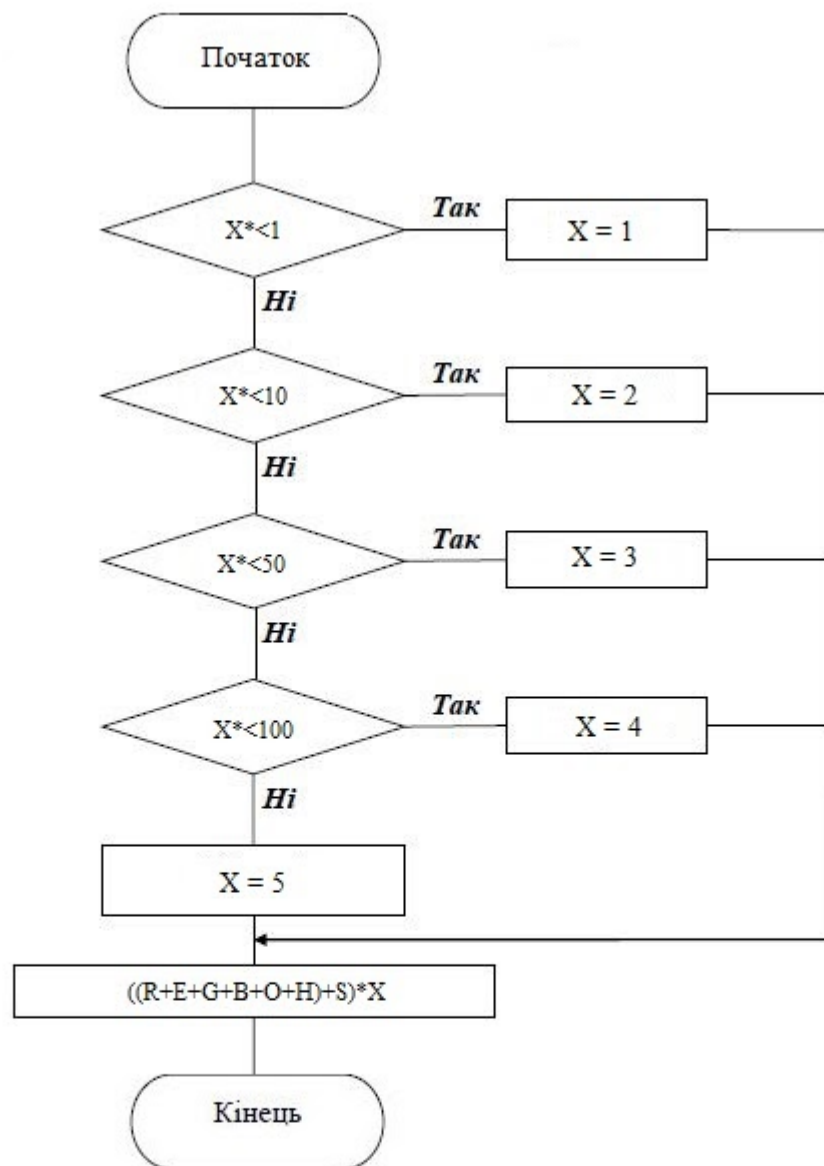 Початок
X*<1
Так
X = 1
Ні
X*<10
Так
X = 2
Ні
X*<50
Так
X = 3
Ні
X*<100
Так
X = 4
Ні
X = 5
((R+E+G+B+O+H)+S)*X
Кінець